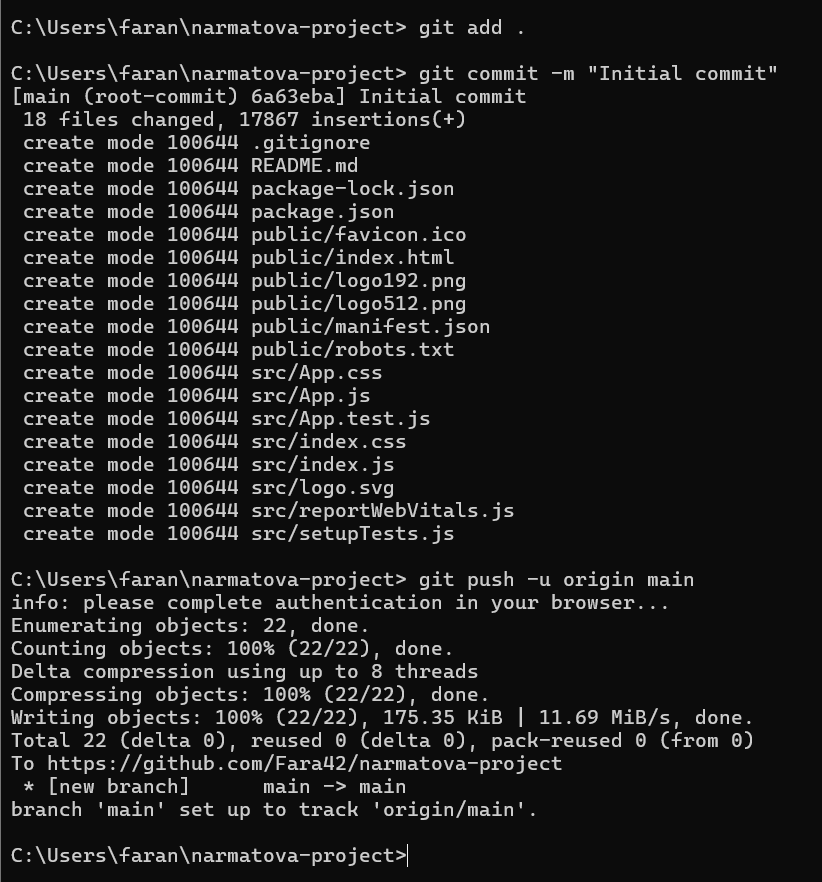 C:\Users\faran\narmatova-project> git add .
C:\Users\faran\narmatova-project> git commit -m "Initial commit"
[main (root-commit) 6a63eba] Initial commit
 18 files changed, 17867 insertions(+)
 create mode 100644 .gitignore
 create mode 100644 README.md
 create mode 100644 package-lock.json
 create mode 100644 package.json
 create mode 100644 public/favicon.ico
 create mode 100644 public/index.html
 create mode 100644 public/logo192.png
 create mode 100644 public/logo512.png
 create mode 100644 public/manifest.json
 create mode 100644 public/robots.txt
 create mode 100644 src/App.css
 create mode 100644 src/App.js
 create mode 100644 src/App.test.js
 create mode 100644 src/index.css
 create mode 100644 src/index.js
 create mode 100644 src/logo.svg
 create mode 100644 src/reportWebVitals.js
 create mode 100644 src/setupTests.js
C:\Users\faran\narmatova-project> git push -u origin main
info: please complete authentication in your browser...
Enumerating objects: 22, done.
Counting objects: 100% (22/22), done.
Delta compression using up to 8 threads
Compressing objects: 100% (22/22), done.
Writing objects: 100% (22/22), 175.35 KiB | 11.69 MiB/s, done.
Total 22 (delta 0), reused 0 (delta 0), pack-reused 0 (from 0)
To https://github.com/Fara42/narmatova-project
 * [new branch]      main -> main
branch 'main' set up to track 'origin/main'.
C:\Users\faran\narmatova-project>